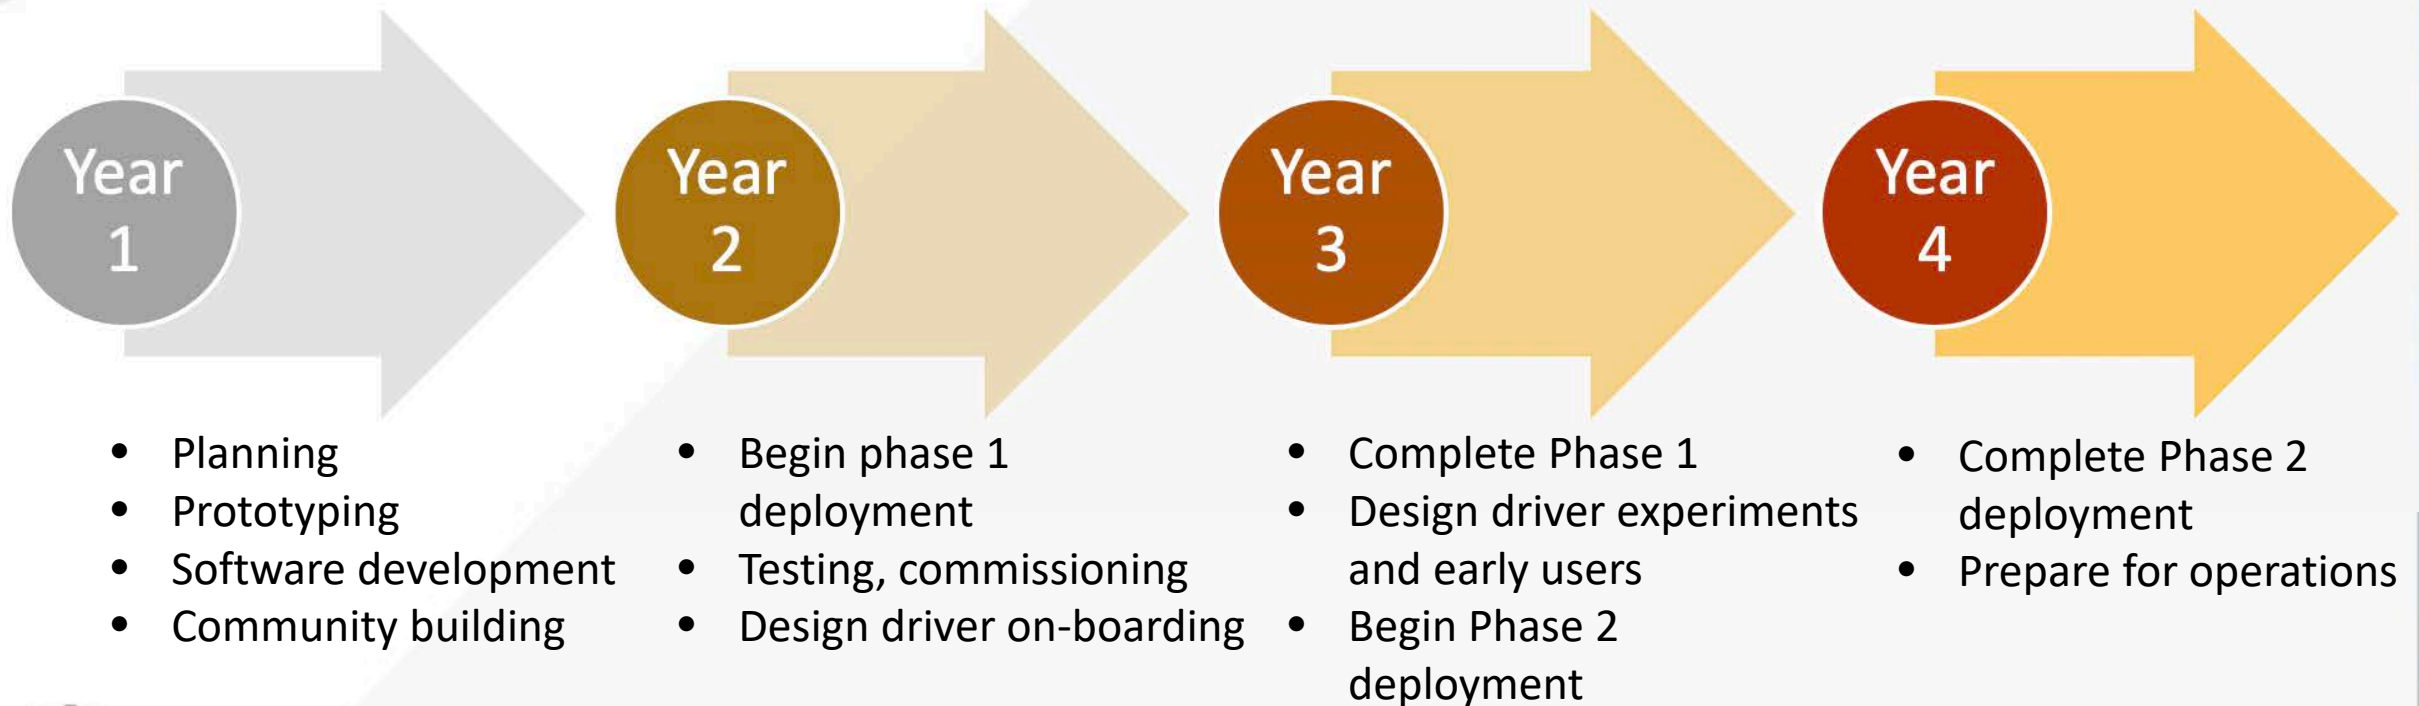 Year
1
• Planning
• Prototyping
• Software development
• Community building
Year
2
• Begin phase 1
deployment
• Testing, commissioning
• Design driver on-boarding
Year
3
• Complete Phase 1
• Design driver experiments
and early users
• Begin Phase 2
deployment
Year
4
• Complete Phase 2
deployment
• Prepare for operations